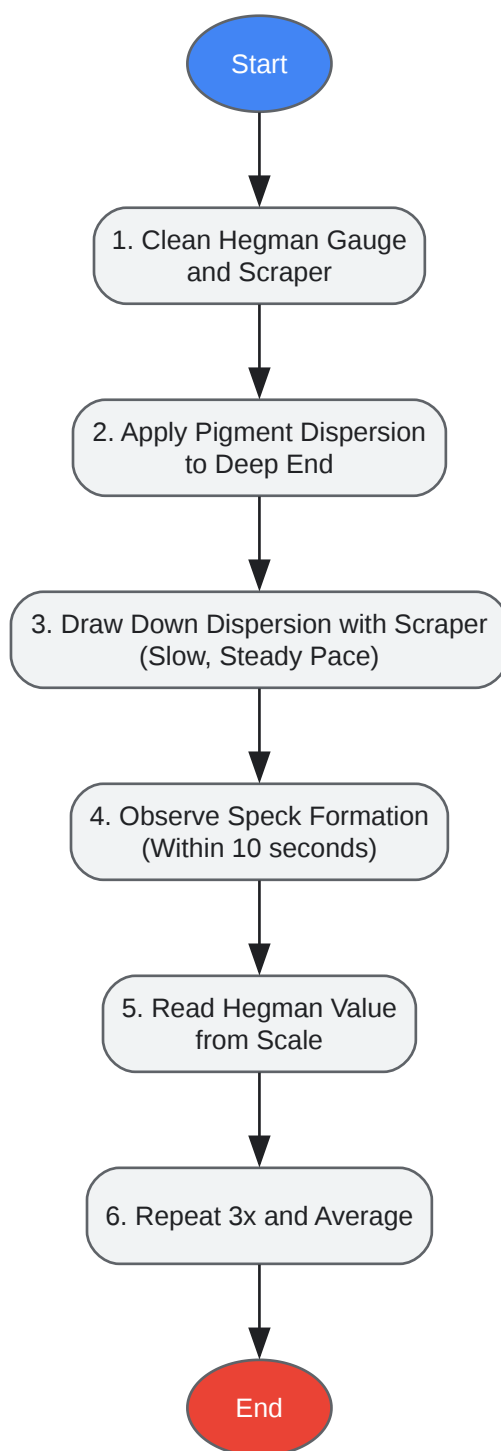 Start
1. Clean Hegman Gauge
and Scraper
2. Apply Pigment Dispersion
to Deep End
3. Draw Down Dispersion with Scraper
(Slow, Steady Pace)
4. Observe Speck Formation
(Within 10 seconds)
5. Read Hegman Value
from Scale
6. Repeat 3x and Average
End